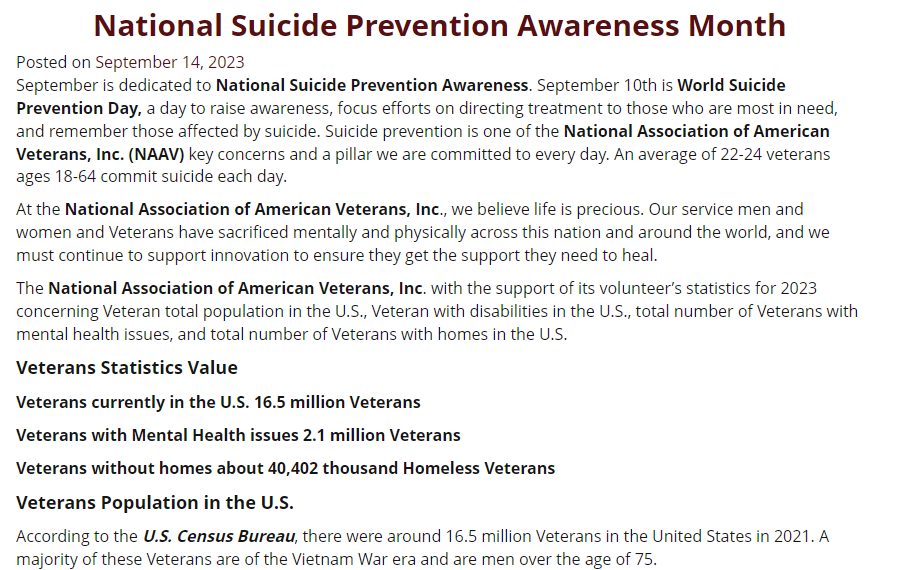 National Suicide Prevention Awareness Month
Posted on September 14, 2023
September is dedicated to National Suicide Prevention Awareness. September 10th is World Suicide
Prevention Day, a day to raise awareness, focus efforts on directing treatment to those who are most in need,
and remember those affected by suicide. Suicide prevention is one of the National Association of American
Veterans, Inc. (NAAV) key concerns and a pillar we are committed to every day. An average of 22-24 veterans
ages 18-64 commit suicide each day.
At the National Association of American Veterans, Inc., we believe life is precious. Our service men and
women and Veterans have sacrificed mentally and physically across this nation and around the world, and we
must continue to support innovation to ensure they get the support they need to heal.
The National Association of American Veterans, Inc. with the support of its volunteer’s statistics for 2023
concerning Veteran total population in the U.S., Veteran with disabilities in the U.S., total number of Veterans with
mental health issues, and total number of Veterans with homes in the U.S.
Veterans Statistics Value
Veterans currently in the U.S. 16.5 million Veterans
Veterans with Mental Health issues 2.1 million Veterans
Veterans without homes about 40,402 thousand Homeless Veterans
Veterans Population in the U.S.
According to the U.S. Census Bureau, there were around 16.5 million Veterans in the United States in 2021. A
majority of these Veterans are of the Vietnam War era and are men over the age of 75.